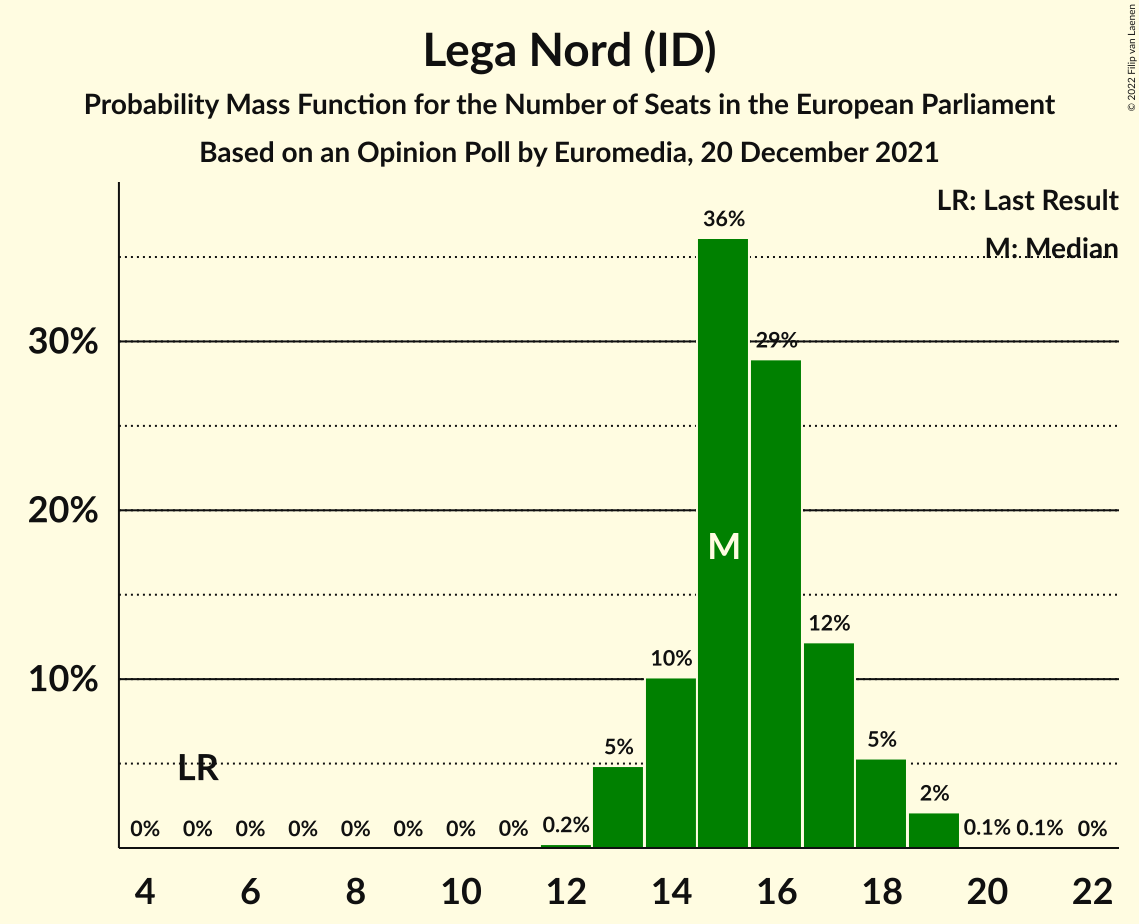 Lega Nord (ID)
Probability Mass Function for the Number of Seats in the European Parliament
Based on an Opinion Poll by Euromedia, 20 December 2021
© 2022 Filip van Laenen
LR: Last Result
M: Median
36%
30%
29%
20%
M
12%
10%
10%
5%
5%
LR
2%
0% 0% 0% 0% 0% 0% 0% 0% 0.2% 0.1% 0.1% 0%
4 6 8 10 12 14 16 18 20 22